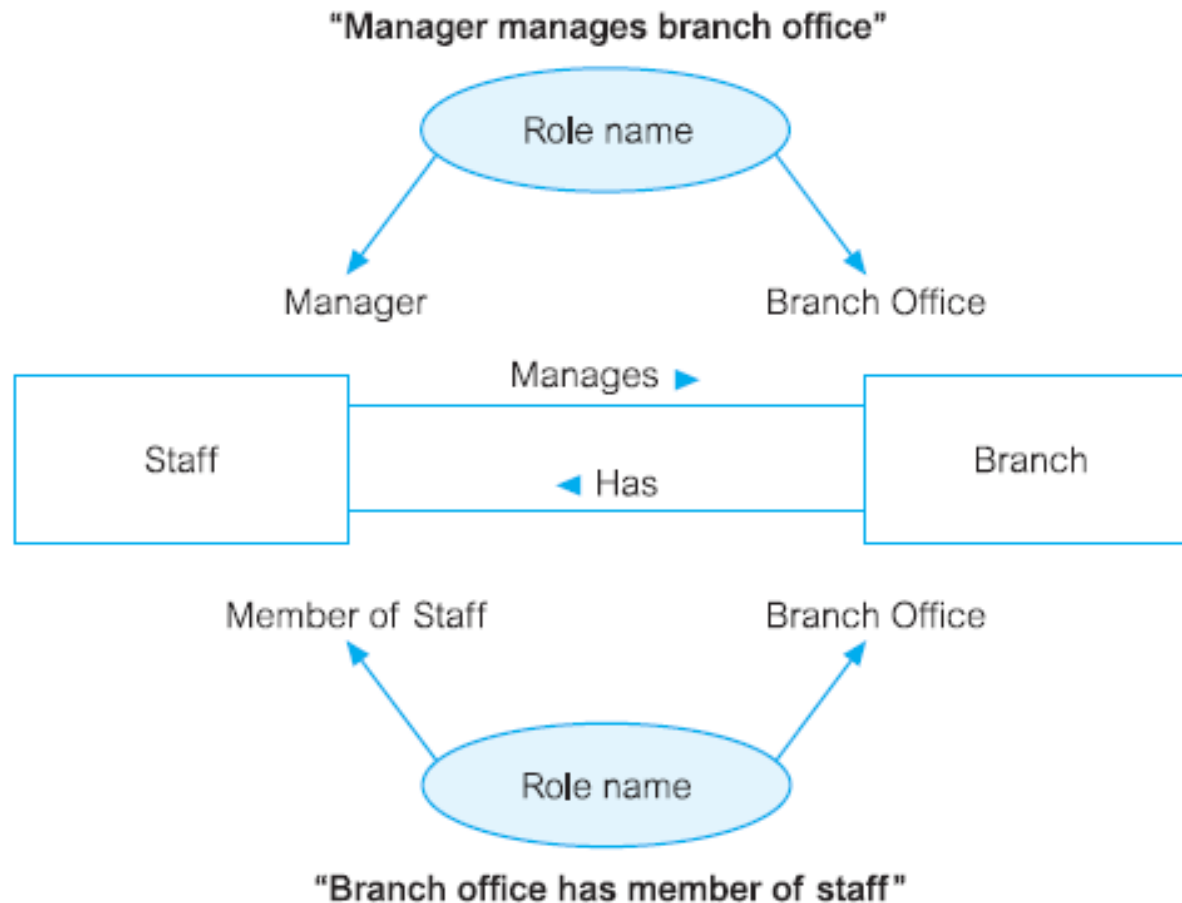 “Manager manages branch office”
Role name
Manager
Branch Office
Manages ►
Staff
Branch
◄ Has
Member of Staff
Branch Office
Role name
“Branch office has member of staff”